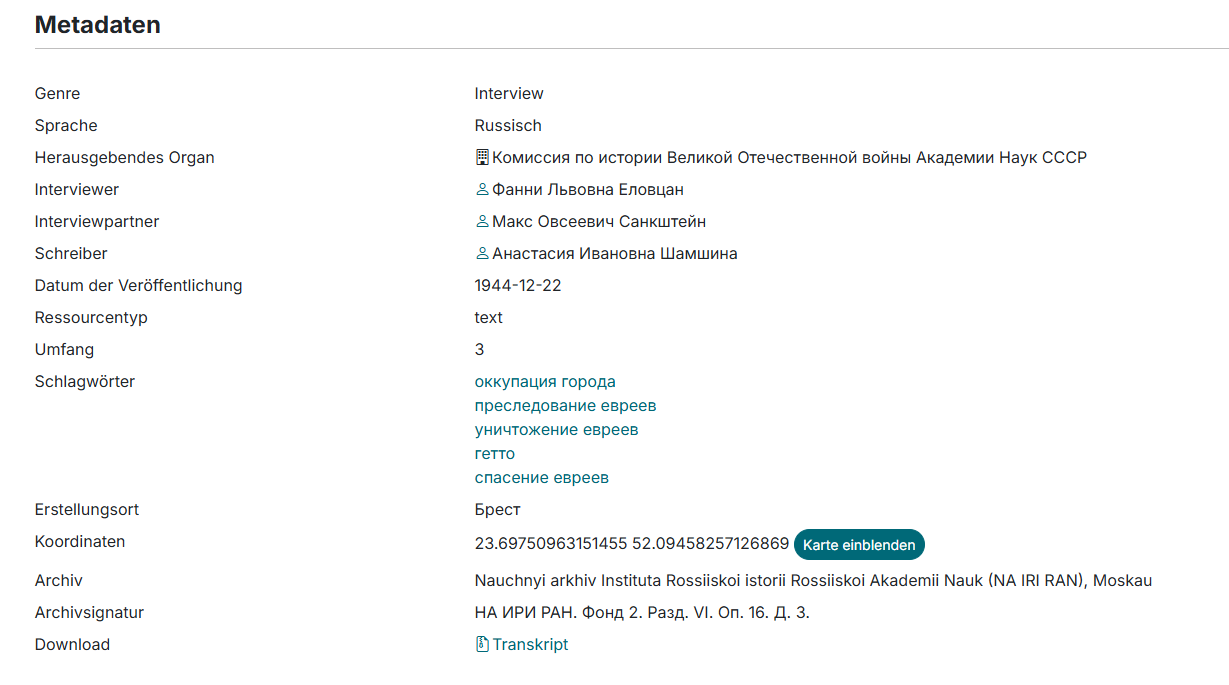 Metadaten
Genre Interview
Sprache Russisch
Herausgebendes Organ Комиссия по истории Великой Отечественной войны Академии Наук СССР
Interviewer Фанни Львовна Еловцан
Interviewpartner Макс Овсеевич Санкштейн
Schreiber Анастасия Ивановна Шамшина
Datum der Veröffentlichung 1944-12-22
Ressourcentyp text
Umfang 3
Schlagwörter оккупация города
преследование евреев
уничтожение евреев
гетто
спасение евреев
Erstellungsort Брест
Koordinaten 23.69750963151455 52.09458257126869 Karte einblenden
Archiv Nauchnyi arkhiv Instituta Rossiiskoi istorii Rossiiskoi Akademii Nauk (NA IRI RAN), Moskau
Archivsignatur НА ИРИ РАН. Фонд 2. Разд. VI. Оп. 16. Д. 3.
Download Transkript